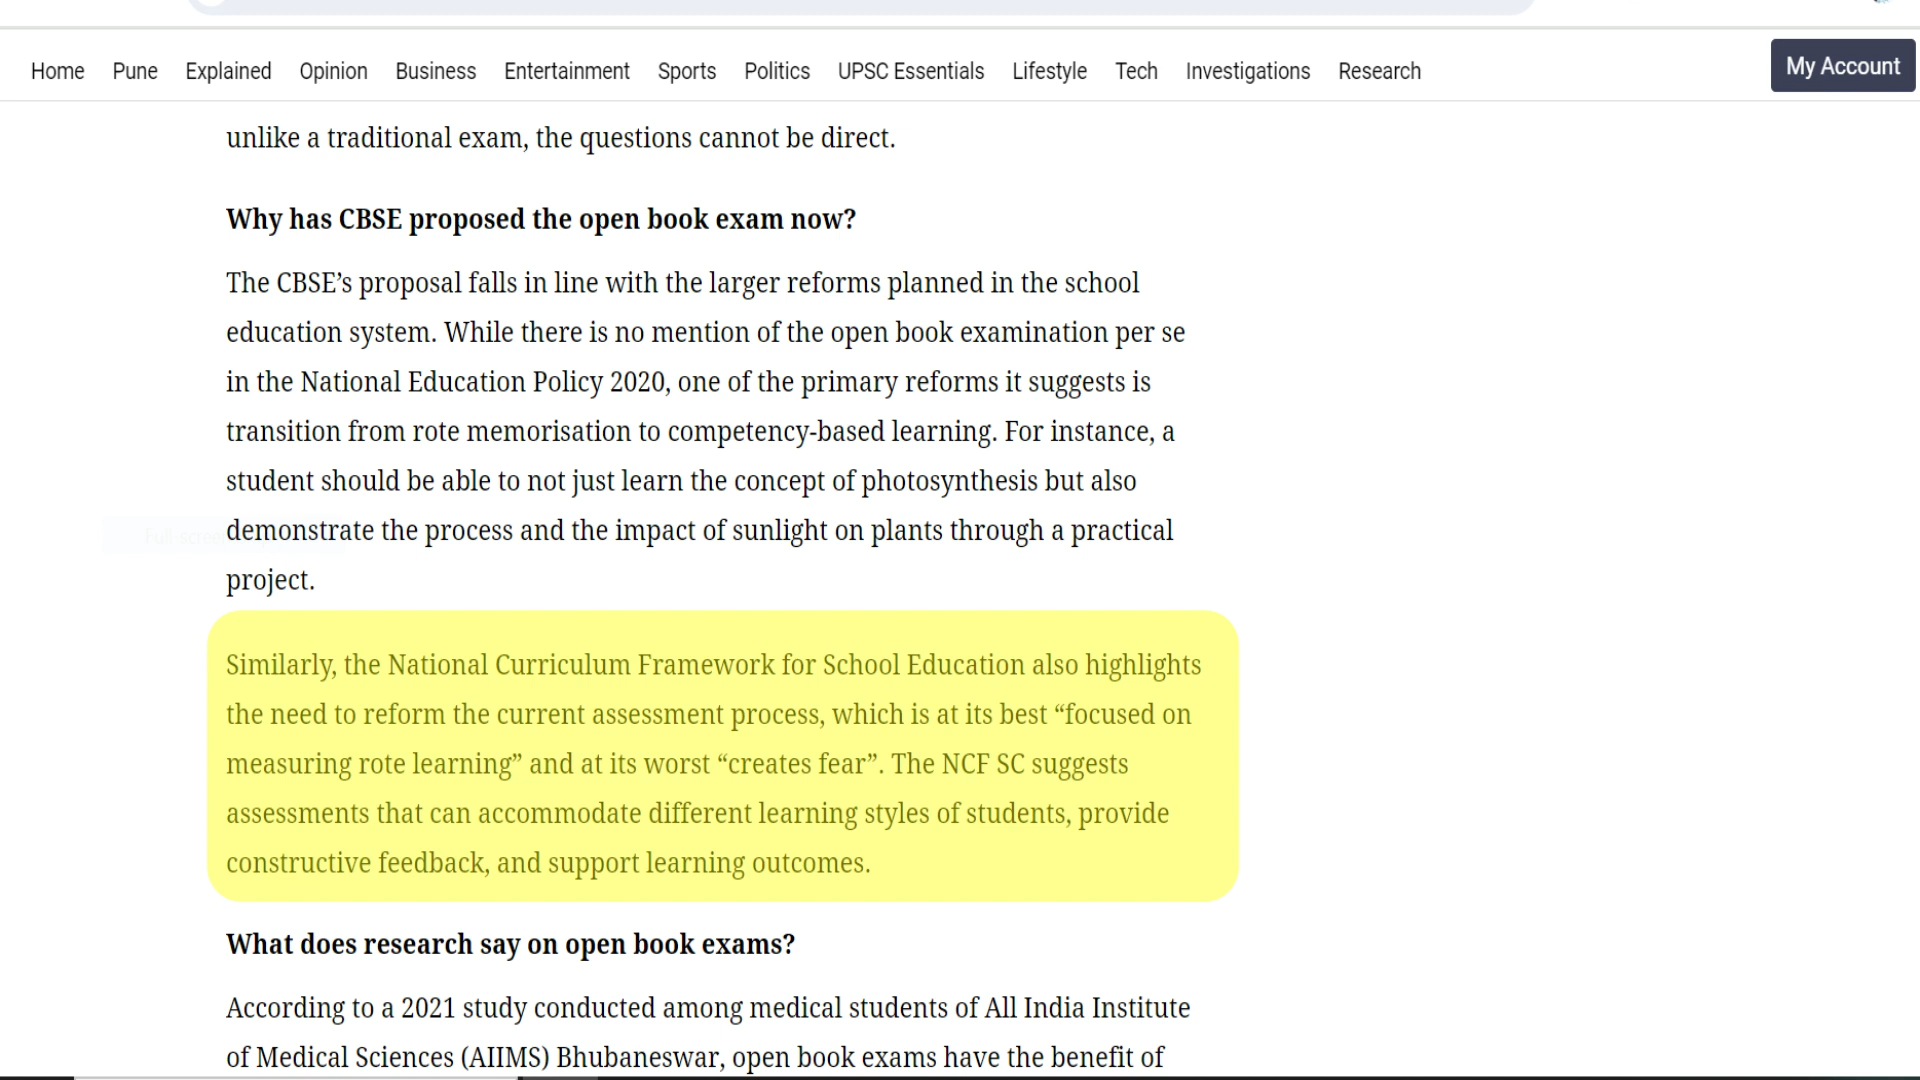 Home Pune Explained Opinion Business Entertainment Sports Politics UPSC Essentials Lifestyle Tech Investigations Research My Account
unlike a traditional exam, the questions cannot be direct.
Why has CBSE proposed the open book exam now?
The CBSE’s proposal falls in line with the larger reforms planned in the school
education system. While there is no mention of the open book examination per se
in the National Education Policy 2020, one of the primary reforms it suggests is
transition from rote memorisation to competency-based learning. For instance, a
student should be able to not just learn the concept of photosynthesis but also
demonstrate the process and the impact of sunlight on plants through a practical
project.
Similarly, the National Curriculum Framework for School Education also highlights
the need to reform the current assessment process, which is at its best “focused on
measuring rote learning” and at its worst “creates fear”. The NCF SC suggests
assessments that can accommodate different learning styles of students, provide
constructive feedback, and support learning outcomes.
What does research say on open book exams?
According to a 2021 study conducted among medical students of All India Institute
of Medical Sciences (AIIMS) Bhubaneswar, open book exams have the benefit of